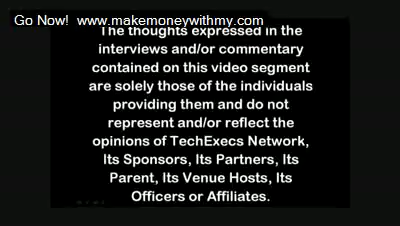 Go Now!  www.makemoneywithmy.com
The thoughts expressed in the
interviews and/or commentary
contained on this video segment
are solely those of the individuals
providing them and do not
represent and/or reflect the
opinions of TechExecs Network,
Its Sponsors, Its Partners, Its
Parent, Its Venue Hosts, Its
Officers or Affiliates.